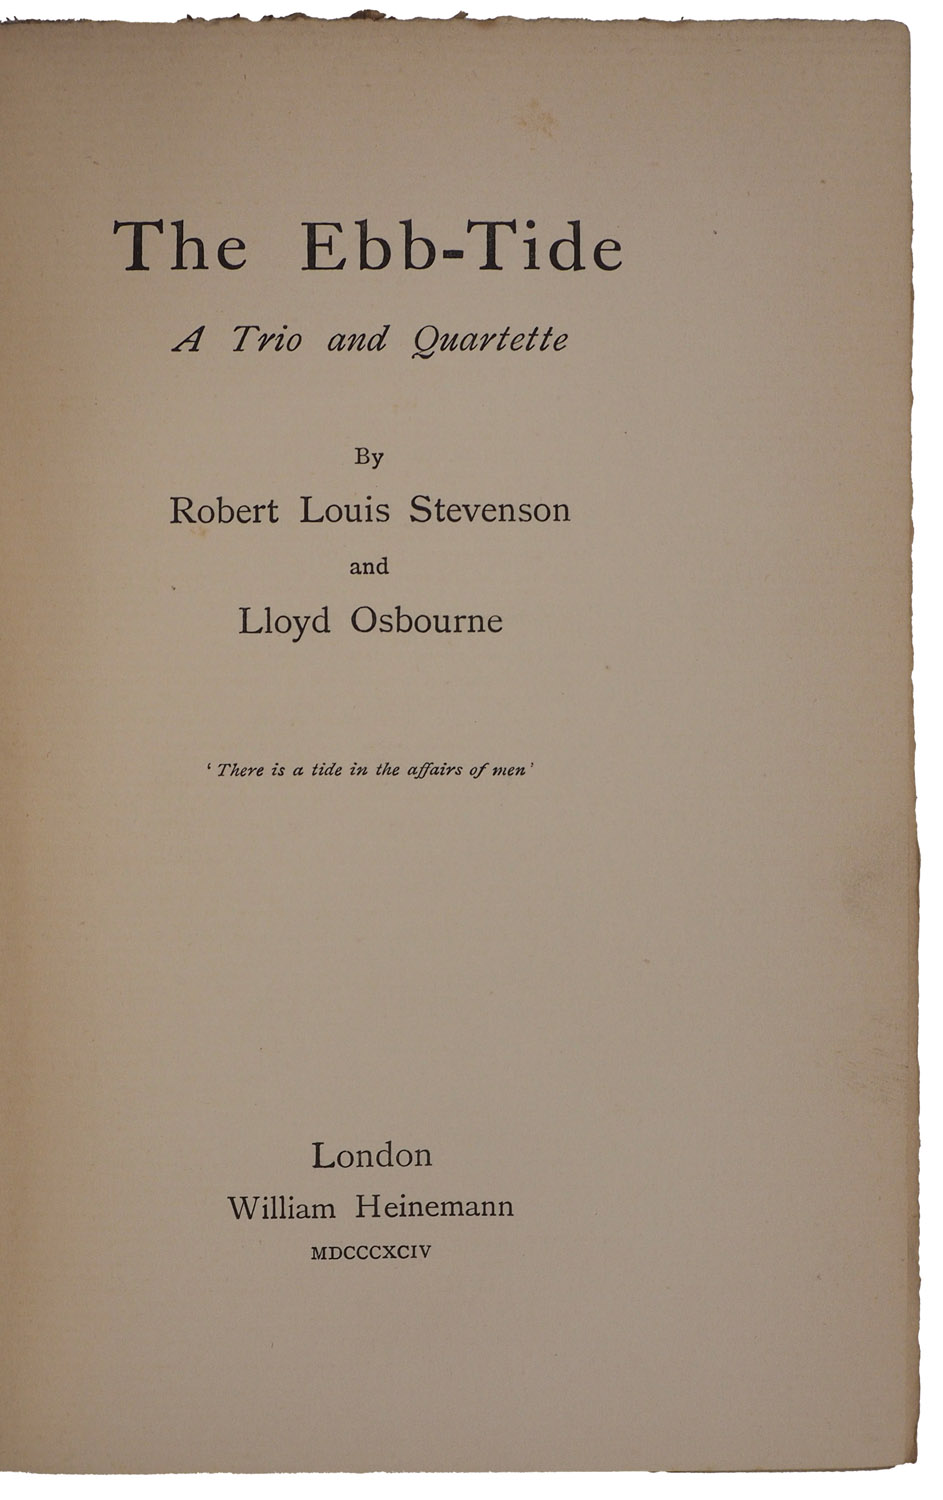 The Ebb-Tide
A Trio and Quartette
By
Robert Louis Stevenson
and
Lloyd Osbourne
‘ There is a tide in the affairs of men ’
London
William Heinemann
MDCCCXCIV